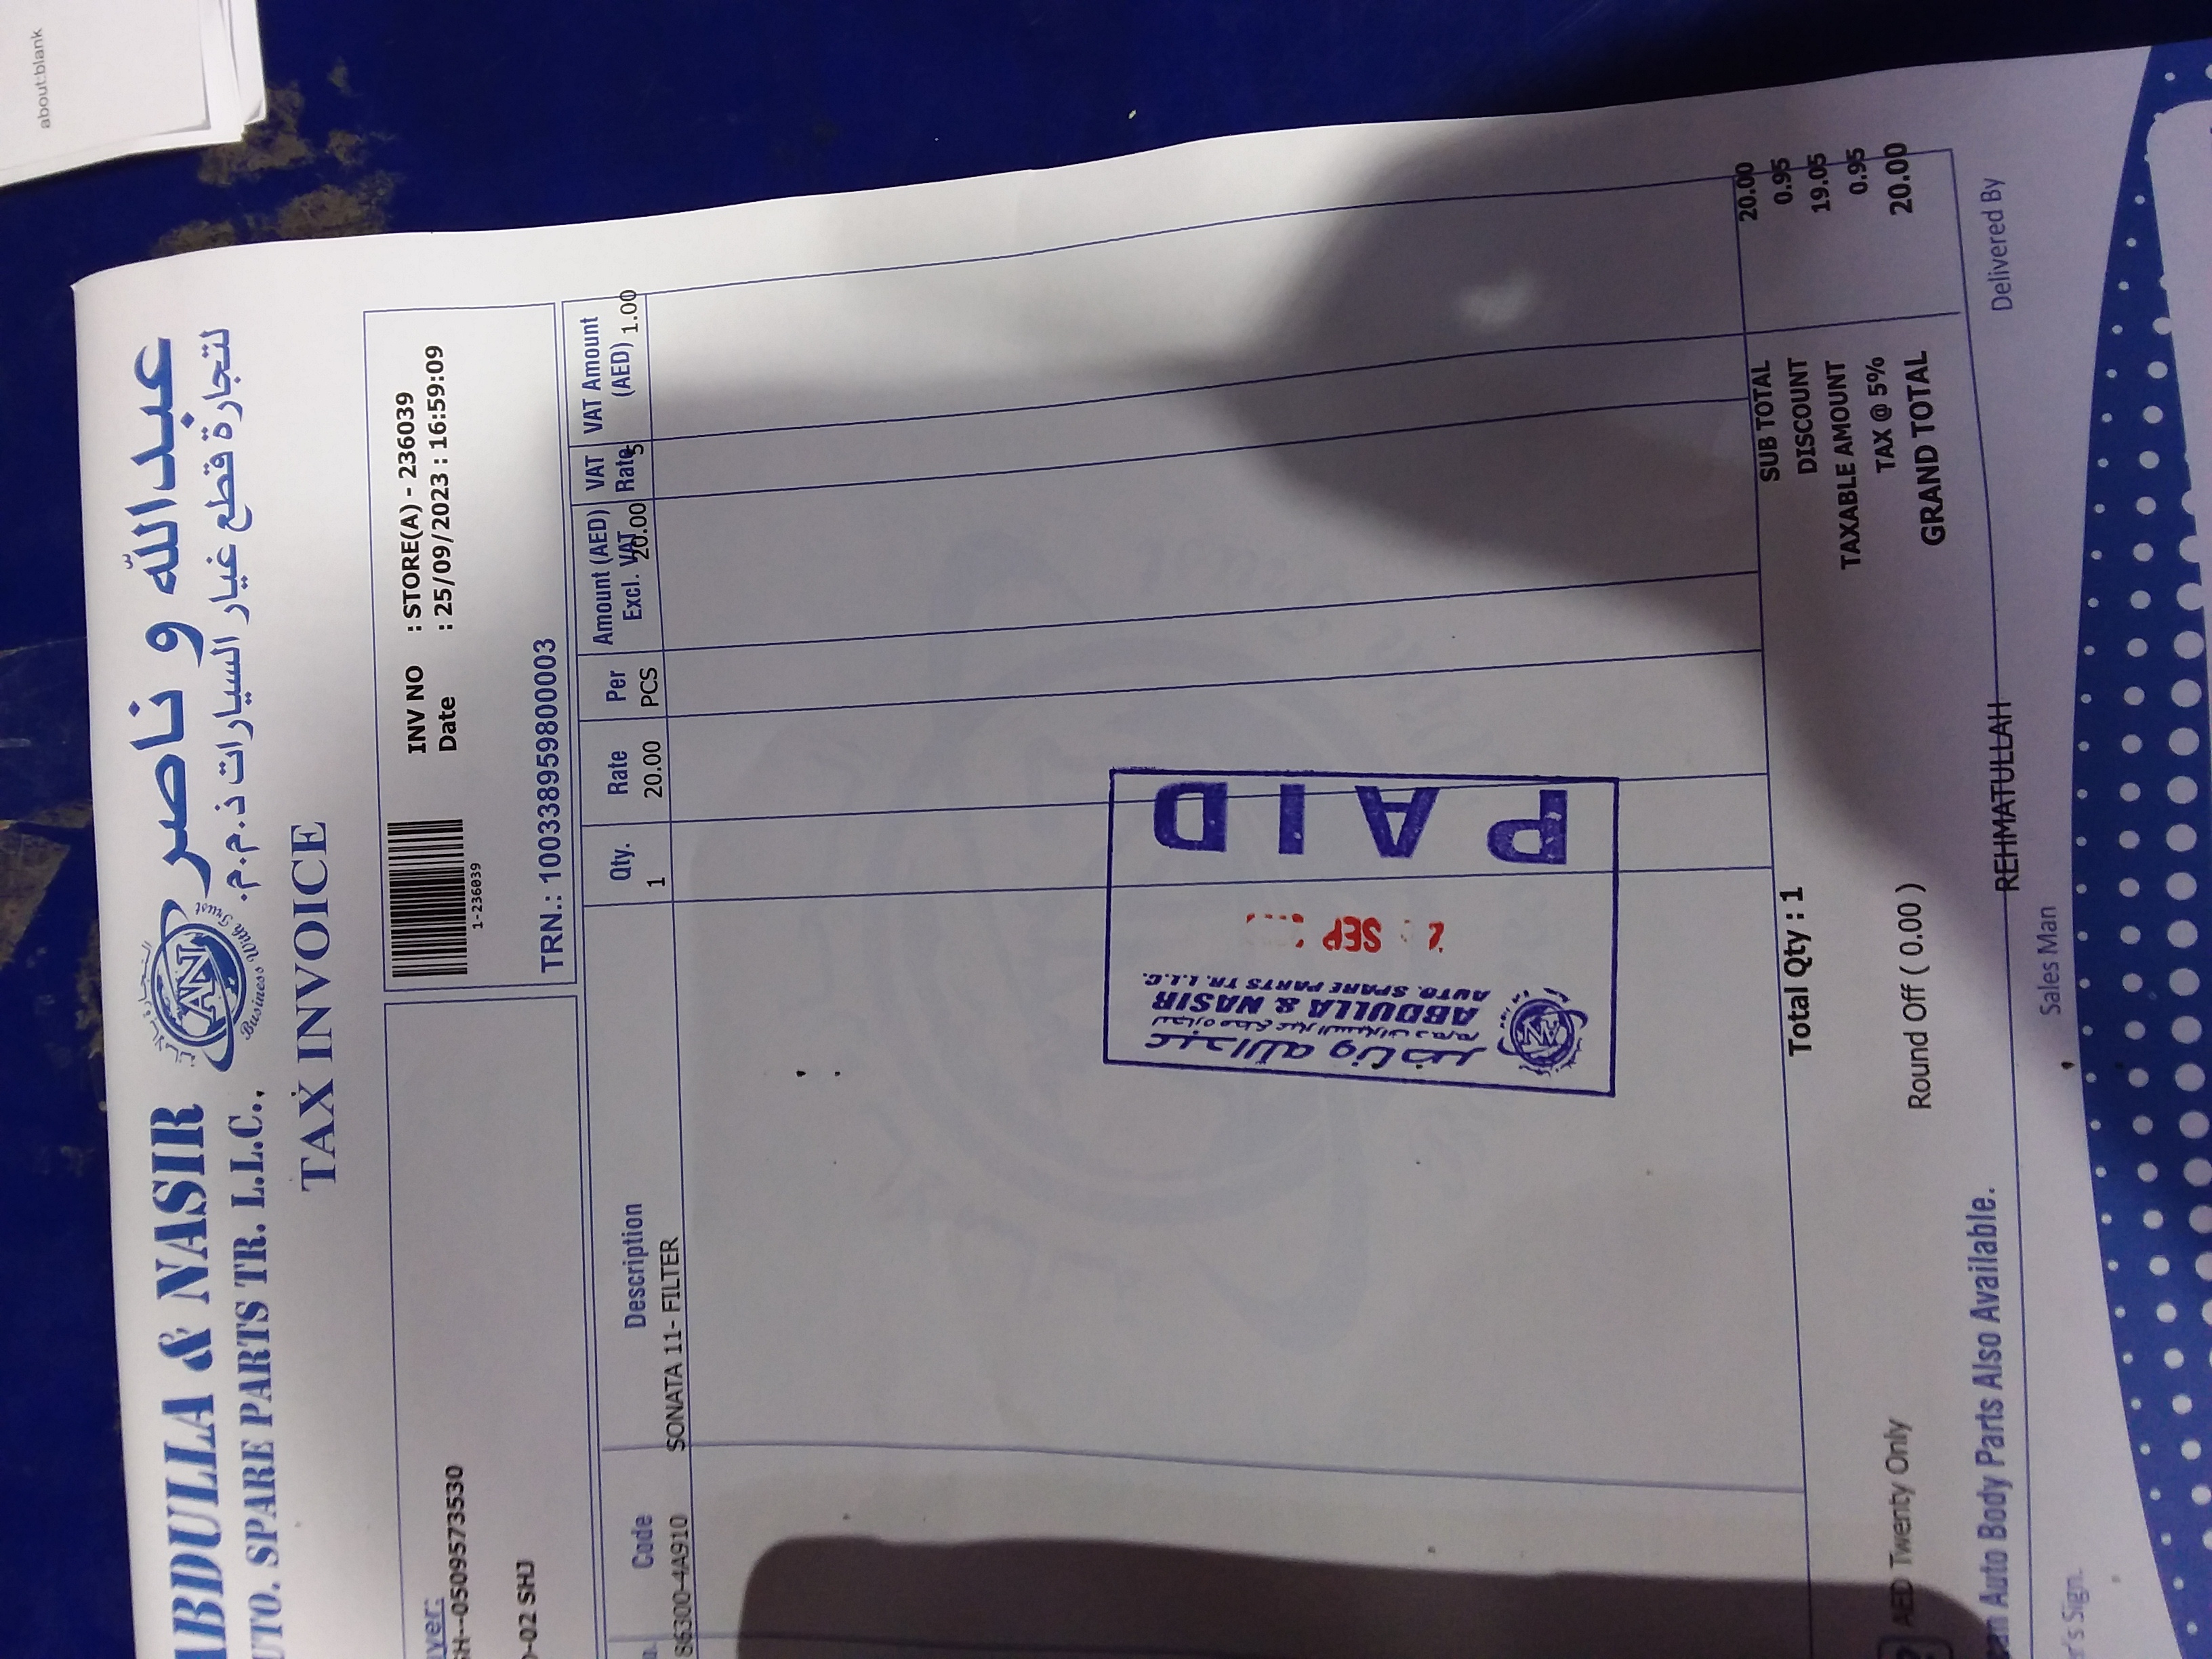 about:blank
ABDULLA & NASIR
عبدالله و ناصر
AUTO. SPARE PARTS TR. L.L.C.,
لتجارة قطع غيار السيارات ذ.م.م.
AN
Business With Trust
TAX INVOICE
INV NO : STORE(A) - 236039
Date : 25/09/2023 : 16:59:09
1-236039
TRN.: 100338959800003
SH--0509573530
-02 SHJ
Code Description Qty. Rate Per Amount (AED) Excl. VAT VAT Rate VAT Amount (AED)
86300-4A910 SONATA 11- FILTER 1 20.00 PCS 20.00 5 1.00
عبدالله و ناصر
ABDULLA & NASIR
AUTO. SPARE PARTS TR. L.L.C.
SEP
PAID
Total Qty : 1
SUB TOTAL 20.00
DISCOUNT 0.95
TAXABLE AMOUNT 19.05
TAX @ 5% 0.95
GRAND TOTAL 20.00
AED Twenty Only
Round Off ( 0.00 )
Auto Body Parts Also Available.
REHMATULLAH
r's Sign.
Sales Man
Delivered By